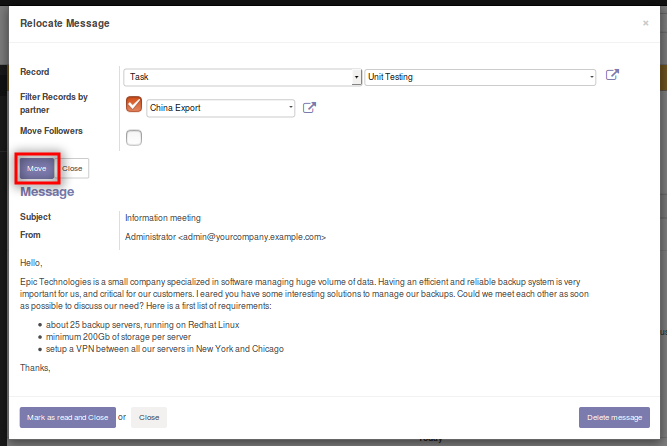 Relocate Message
×
Record
Task
Unit Testing
Filter Records by
partner
China Export
Move Followers
Move
Close
Message
Subject
Information meeting
From
Administrator <admin@yourcompany.example.com>
Hello,
Epic Technologies is a small company specialized in software managing huge volume of data. Having an efficient and reliable backup system is very
important for us, and critical for our customers. I eared you have some interesting solutions to manage our backups. Could we meet each other as soon
as possible to discuss our need? Here is a first list of requirements:
• about 25 backup servers, running on Redhat Linux
• minimum 200Gb of storage per server
• setup a VPN between all our servers in New York and Chicago
Thanks,
Mark as read and Close or Close
Delete message